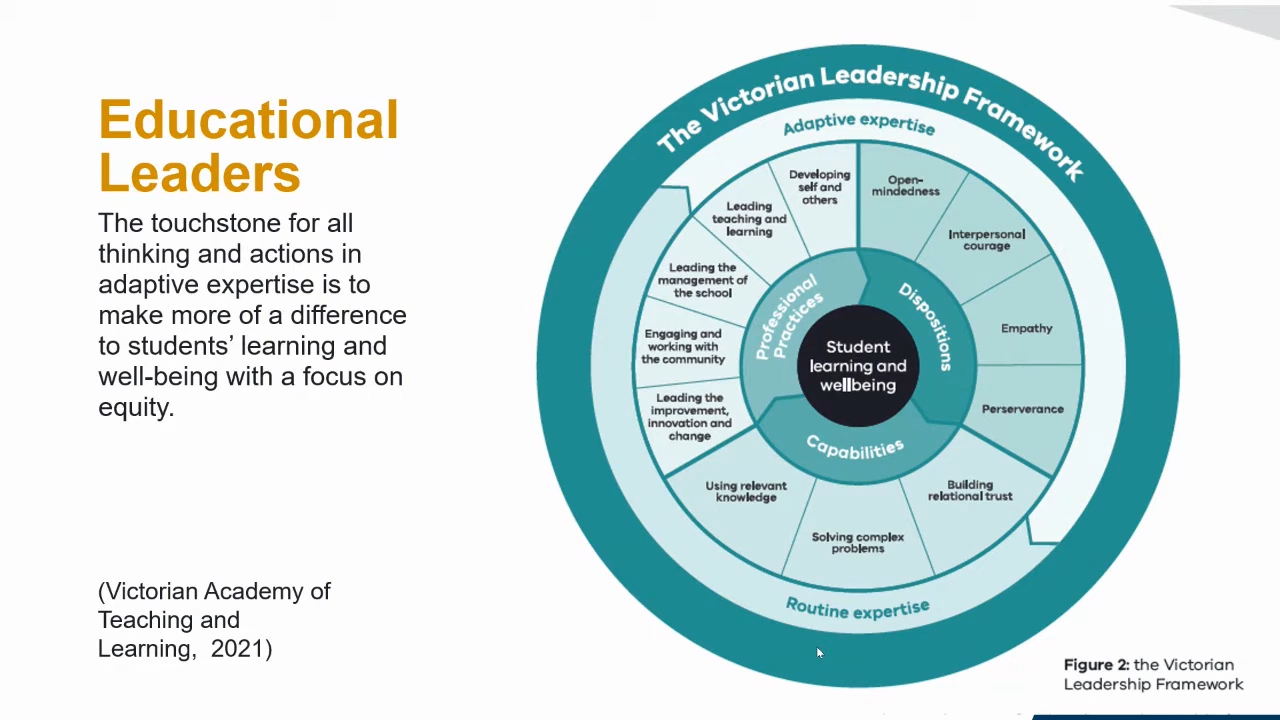 Educational
Leaders
The touchstone for all
thinking and actions in
adaptive expertise is to
make more of a difference
to students’ learning and
well-being with a focus on
equity.
(Victorian Academy of
Teaching and
Learning,  2021)
The Victorian Leadership Framework
Adaptive expertise
Developing
self and
others
Open-
mindedness
Leading
teaching and
learning
Interpersonal
courage
Leading the
management of
the school
Empathy
Engaging and
working with
the community
Perserverance
Leading the
improvement,
innovation and
change
Professional
Practices
Dispositions
Student
learning and
wellbeing
Capabilities
Using relevant
knowledge
Solving complex
problems
Building
relational trust
Routine expertise
Figure 2: the Victorian
Leadership Framework